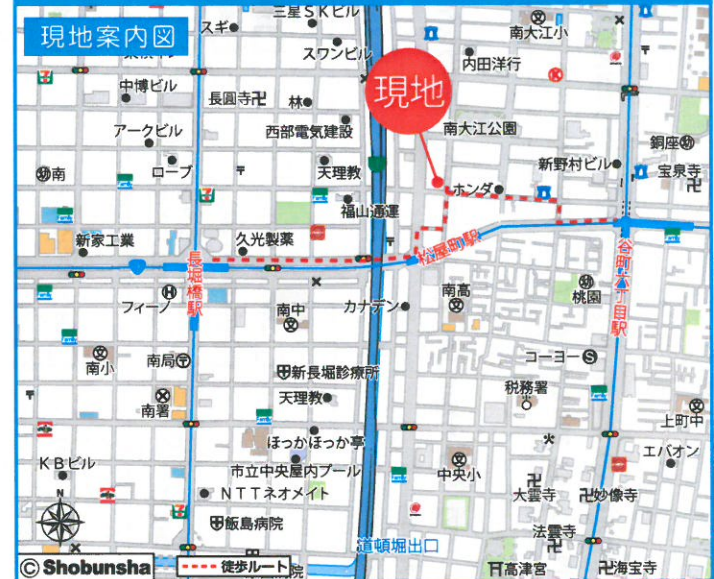 現地案内図
三星SKビル
スギ
スワンビル
南大江小
内田洋行
中博ビル
長圓寺
林
現地
アークビル
西部電気建設
南大江公園
銅座
南
ローブ
天理教
ホンダ
新野村ビル
宝泉寺
福山通運
新家工業
久光製薬
松屋町駅
長堀橋駅
谷町六丁目駅
フィーノ
南中
カナデン
南高
桃園
南小
南局
新長堀診療所
コーヨー
南署
天理教
税務署
上町中
ほっかほっか亭
KBビル
市立中央屋内プール
中央小
エバオン
NTTネオメイト
大雲寺
妙像寺
N
飯島病院
道頓堀出口
法雲寺
© Shobunsha
徒歩ルート
院
高津宮
海宝寺